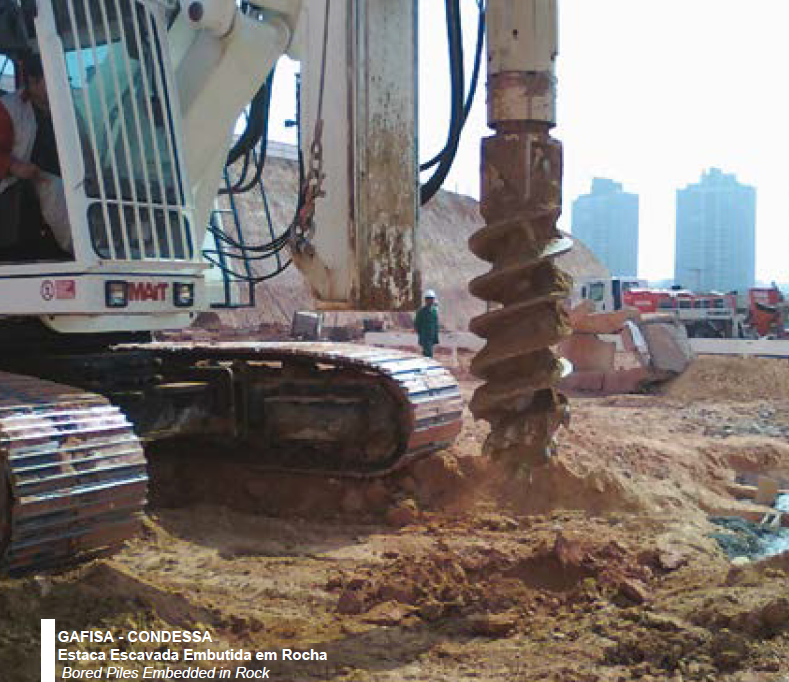 MAIT
GAFISA - CONDESSA
Estaca Escavada Embutida em Rocha
Bored Piles Embedded in Rock